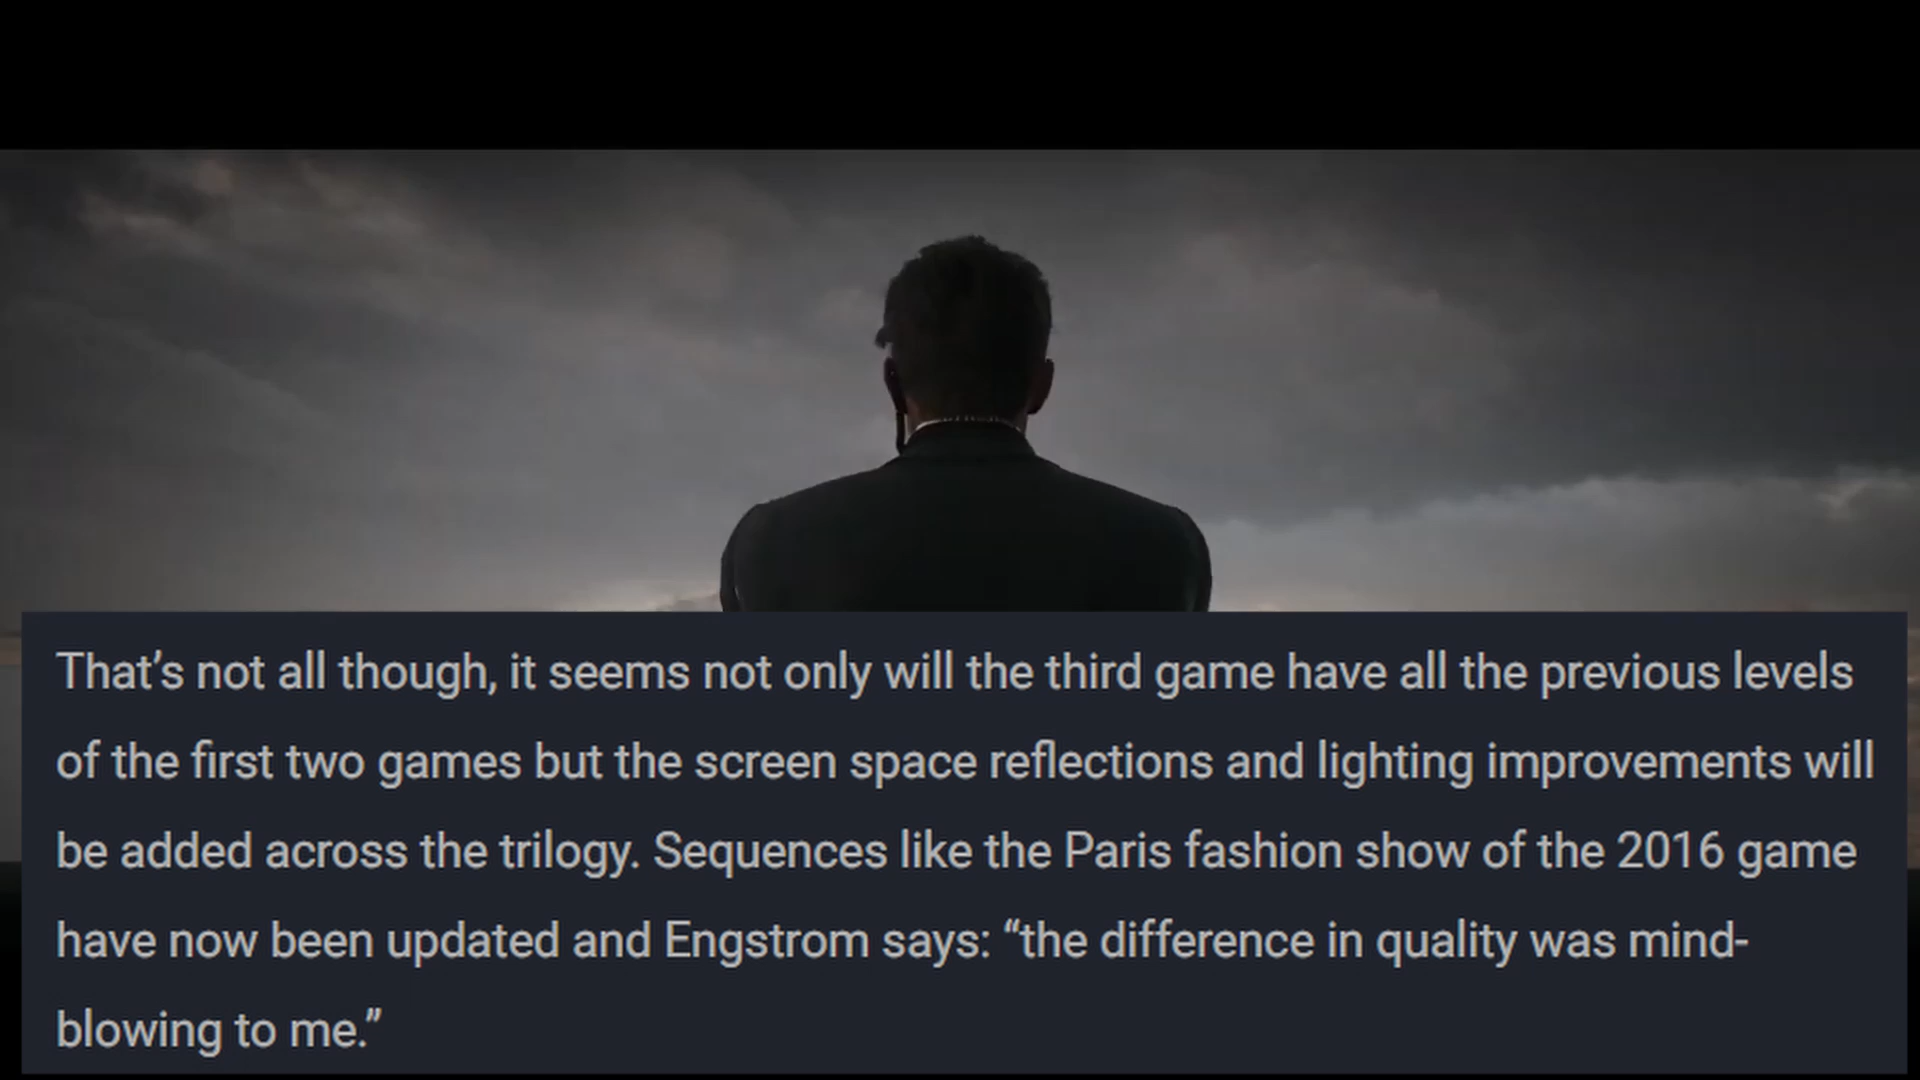 That’s not all though, it seems not only will the third game have all the previous levels
of the first two games but the screen space reflections and lighting improvements will
be added across the trilogy. Sequences like the Paris fashion show of the 2016 game
have now been updated and Engstrom says: “the difference in quality was mind-
blowing to me.”